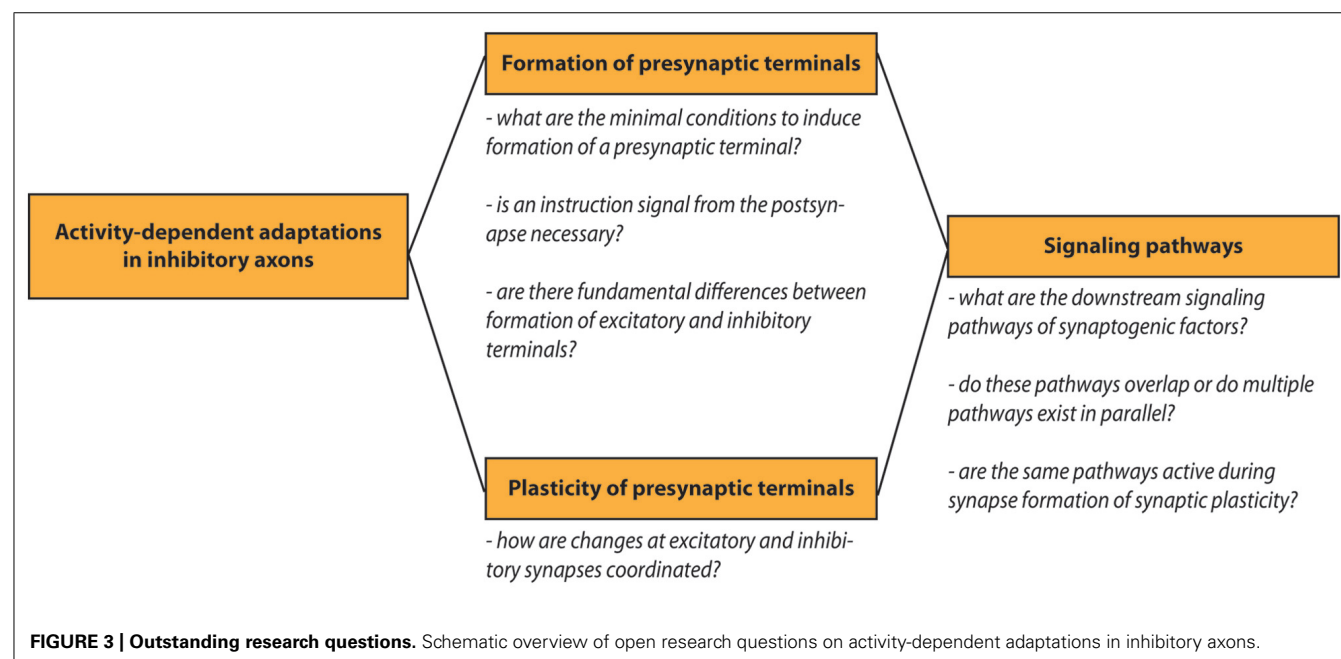 Formation of presynaptic terminals
- what are the minimal conditions to induce
formation of a presynaptic terminal?
- is an instruction signal from the postsyn-
apse necessary?
- are there fundamental differences between
formation of excitatory and inhibitory
terminals?
Activity-dependent adaptations
in inhibitory axons
Plasticity of presynaptic terminals
- how are changes at excitatory and inhibi-
tory synapses coordinated?
Signaling pathways
- what are the downstream signaling
pathways of synaptogenic factors?
- do these pathways overlap or do multiple
pathways exist in parallel?
- are the same pathways active during
synapse formation of synaptic plasticity?
FIGURE 3 | Outstanding research questions. Schematic overview of open research questions on activity-dependent adaptations in inhibitory axons.